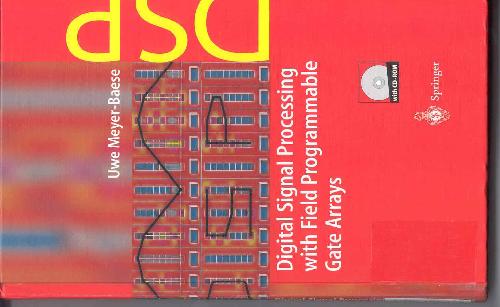 DSP
Uwe Meyer-Baese
Digital Signal Processing
with Field Programmable
Gate Arrays
with CD-ROM
Springer